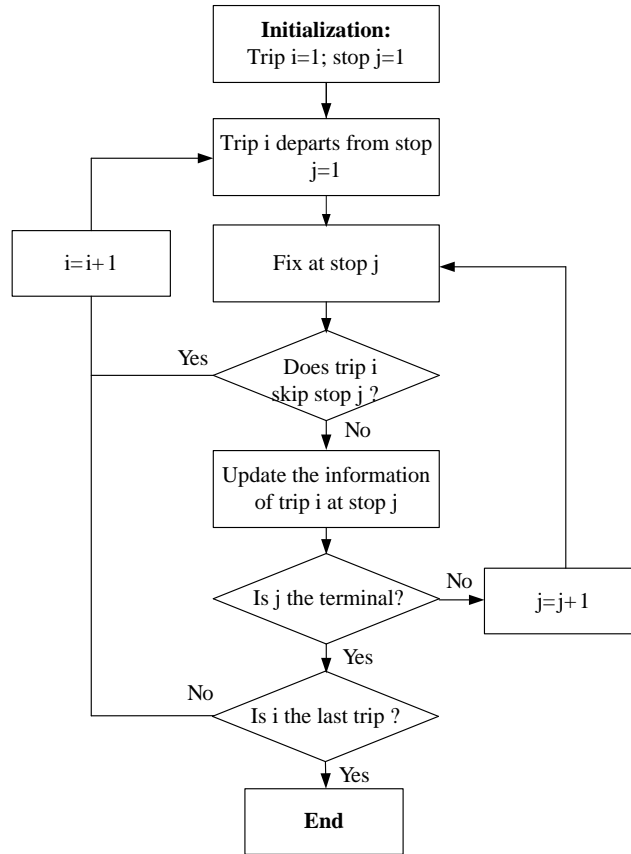 Initialization:
Trip i=1; stop j=1
Trip i departs from stop
j=1
i=i+1
Fix at stop j
Yes
Does trip i
skip stop j ?
No
Update the information
of trip i at stop j
Is j the terminal?
No
j=j+1
Yes
No
Is i the last trip ?
Yes
End